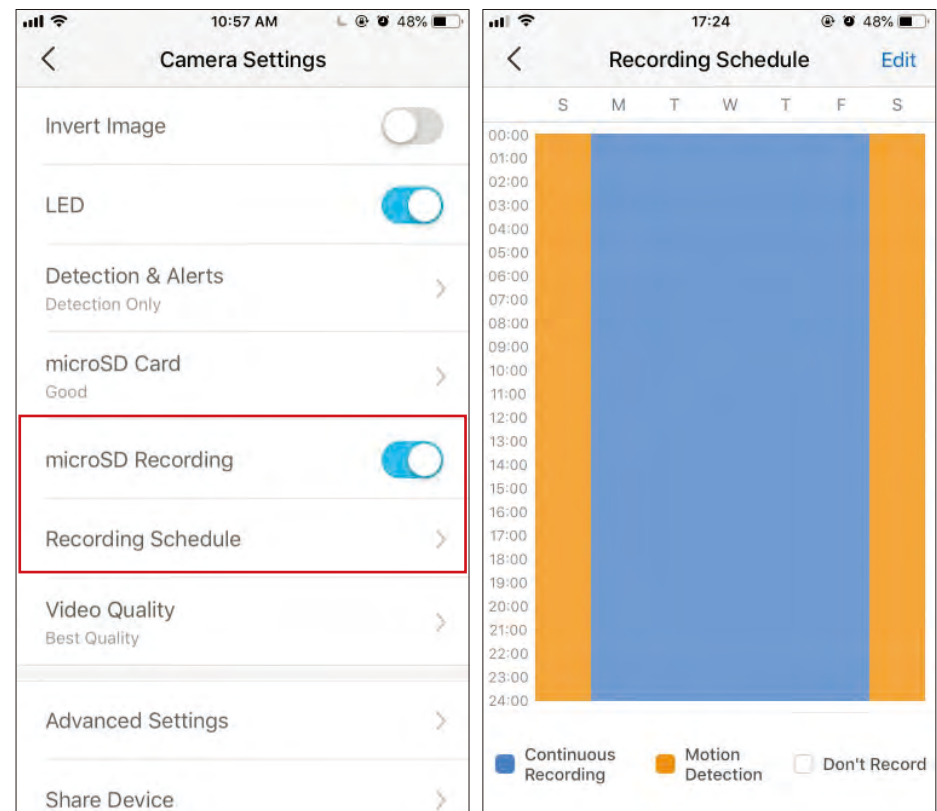 10:57 AM
48%
Camera Settings
Invert Image
LED
Detection & Alerts
Detection Only
microSD Card
Good
microSD Recording
Recording Schedule
Video Quality
Best Quality
Advanced Settings
Share Device
17:24
48%
Recording Schedule
Edit
S M T W T F S
00:00
01:00
02:00
03:00
04:00
05:00
06:00
07:00
08:00
09:00
10:00
11:00
12:00
13:00
14:00
15:00
16:00
17:00
18:00
19:00
20:00
21:00
22:00
23:00
24:00
Continuous
Recording
Motion
Detection
Don't Record